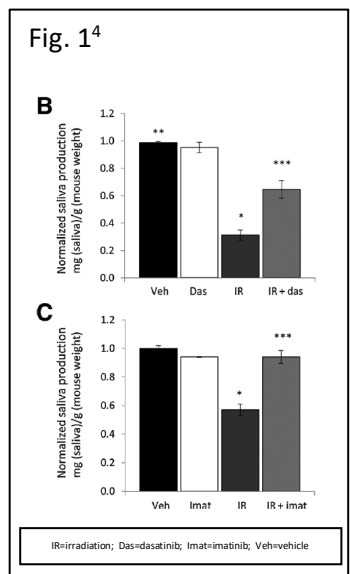 Fig. 1⁴
B
Normalized saliva production
mg (saliva)/g (mouse weight)
1.2
1.0
0.8
0.6
0.4
0.2
0.0
**
*
***
Veh Das IR IR + das
C
Normalized saliva production
mg (saliva)/g (mouse weight)
1.2
1.0
0.8
0.6
0.4
0.2
0.0
*
***
Veh Imat IR IR + imat
IR=irradiation; Das=dasatinib; Imat=imatinib; Veh=vehicle